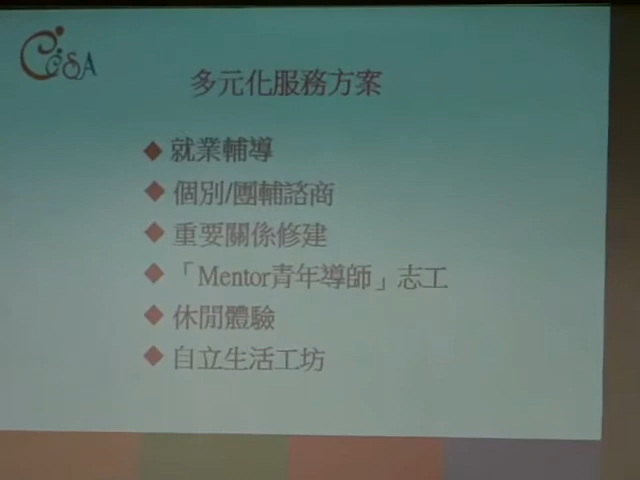 CCSA
多元化服務方案
就業輔導
個別/團輔諮商
重要關係修建
「Mentor青年導師」志工
休閒體驗
自立生活工坊